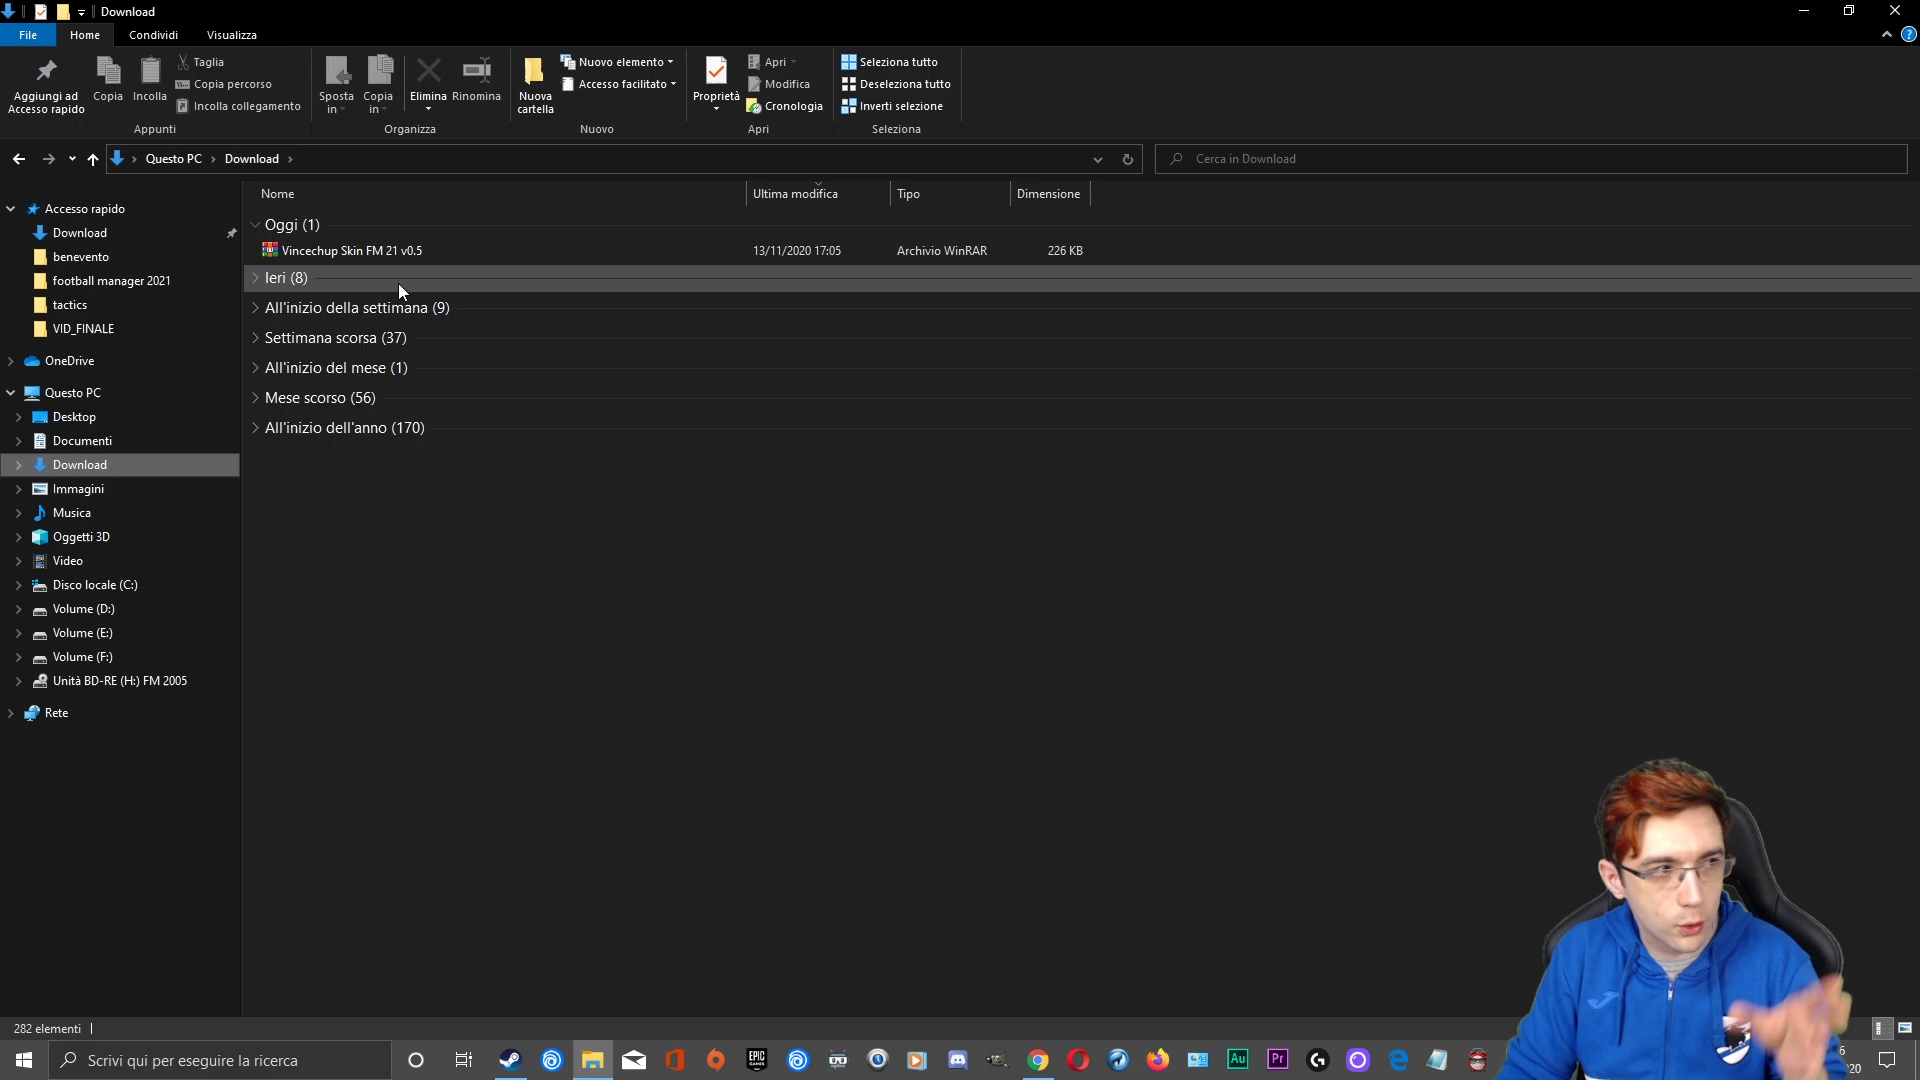 Download
File
Home
Condividi
Visualizza
Aggiungi ad
Accesso rapido
Copia
Incolla
Taglia
Copia percorso
Incolla collegamento
Appunti
Sposta
in
Copia
in
Elimina
Rinomina
Organizza
Nuova
cartella
Nuovo elemento
Accesso facilitato
Nuovo
Proprietà
Apri
Modifica
Cronologia
Apri
Seleziona tutto
Deseleziona tutto
Inverti selezione
Seleziona
Questo PC
Download
Cerca in Download
Nome
Ultima modifica
Tipo
Dimensione
Accesso rapido
Download
benevento
football manager 2021
tactics
VID_FINALE
OneDrive
Questo PC
Desktop
Documenti
Download
Immagini
Musica
Oggetti 3D
Video
Disco locale (C:)
Volume (D:)
Volume (E:)
Volume (F:)
Unità BD-RE (H:) FM 2005
Rete
Oggi (1)
Vincechup Skin FM 21 v0.5
13/11/2020 17:05
Archivio WinRAR
226 KB
Ieri (8)
All'inizio della settimana (9)
Settimana scorsa (37)
All'inizio del mese (1)
Mese scorso (56)
All'inizio dell'anno (170)
282 elementi
Scrivi qui per eseguire la ricerca
EPIC
GAMES
Au
Pr
6
20